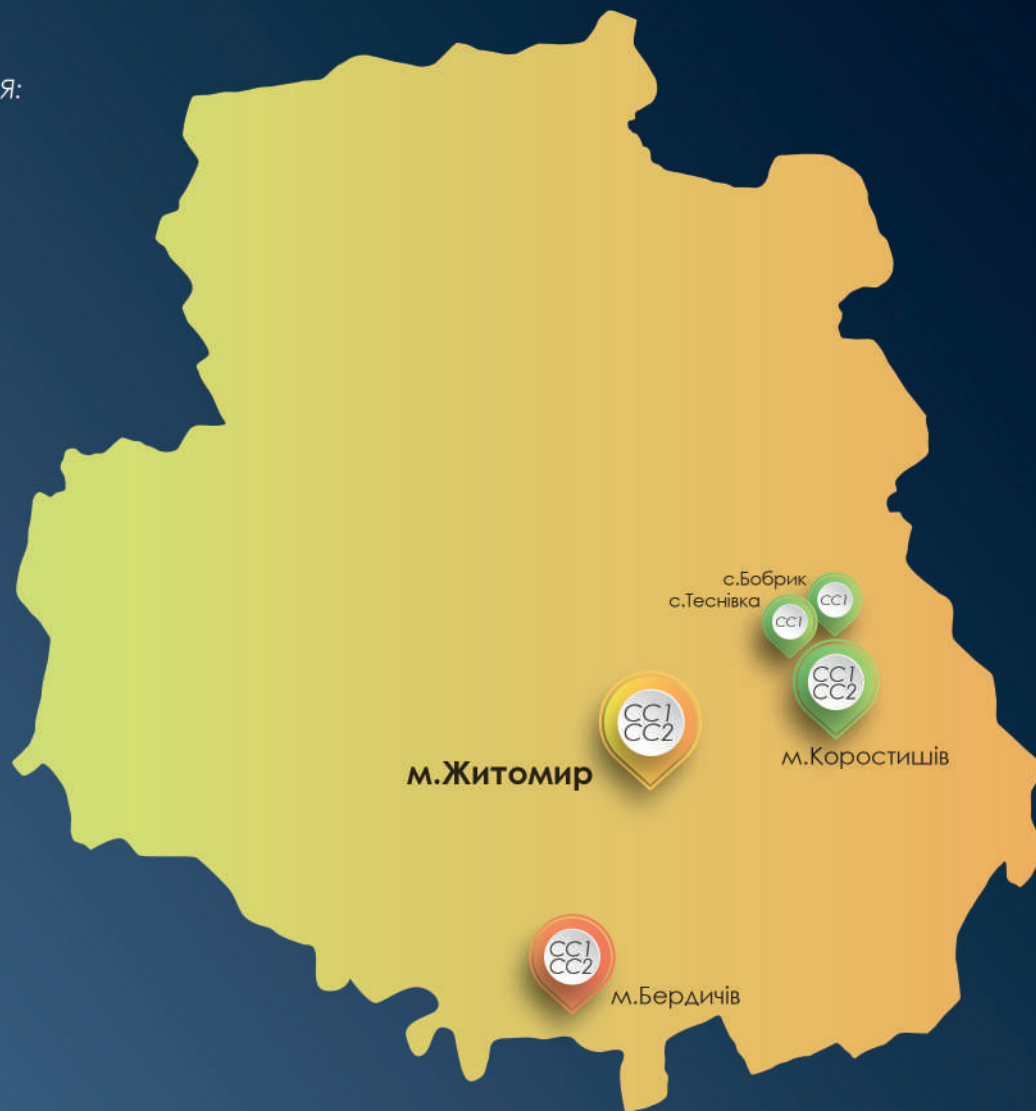 Я:
с.Бобрик
CC1
с.Теснівка
CC1
CC1
CC2
м.Коростишів
CC1
CC2
м.Житомир
CC1
CC2
м.Бердичів